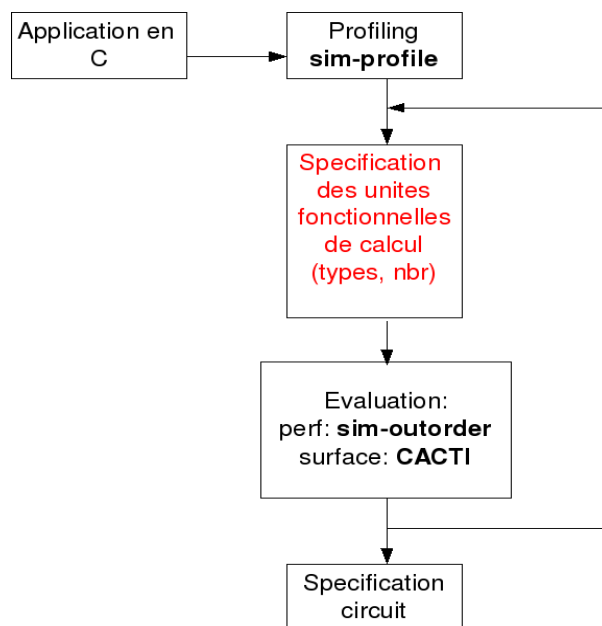 Application en
C
Profiling
sim-profile
Specification
des unites
fonctionnelles
de calcul
(types, nbr)
Evaluation:
perf: sim-outorder
surface: CACTI
Specification
circuit